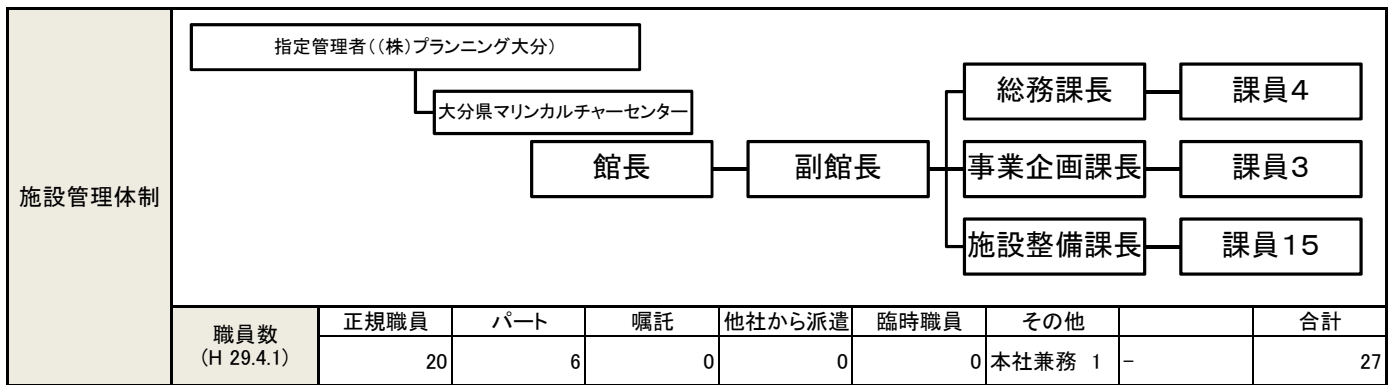 施設管理体制
指定管理者((株)プランニング大分)
大分県マリンカルチャーセンター
館長
副館長
総務課長
課員4
事業企画課長
課員3
施設整備課長
課員15
職員数
(H 29.4.1)
正規職員 パート 嘱託 他社から派遣 臨時職員 その他 合計
20 6 0 0 0 本社兼務 1 - 27